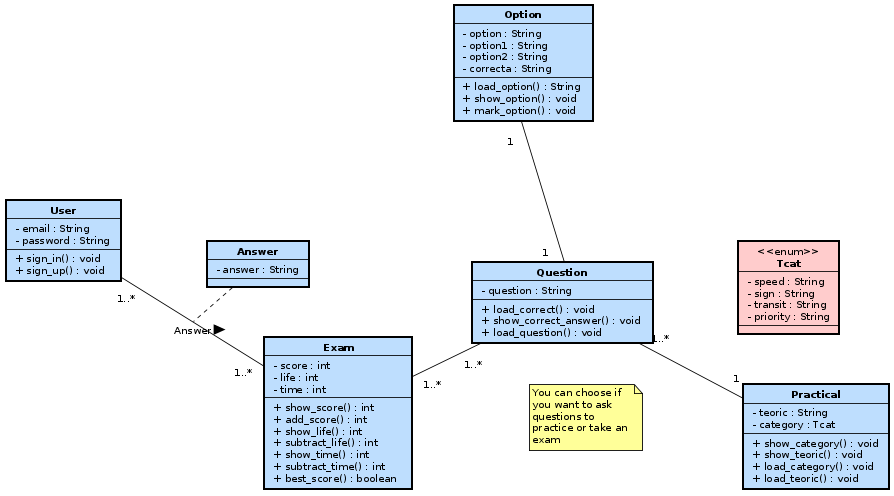 Option
- option : String
- option1 : String
- option2 : String
- correcta : String
+ load_option() : String
+ show_option() : void
+ mark_option() : void
1
1
User
- email : String
- password : String
+ sign_in() : void
+ sign_up() : void
1..*
Answer
- answer : String
Answer
1..*
Exam
- score : int
- life : int
- time : int
+ show_score() : int
+ add_score() : int
+ show_life() : int
+ subtract_life() : int
+ show_time() : int
+ subtract_time() : int
+ best_score() : boolean
1..*
1..*
Question
- question : String
+ load_correct() : void
+ show_correct_answer() : void
+ load_question() : void
1..*
1
<<enum>>
Tcat
- speed : String
- sign : String
- transit : String
- priority : String
You can choose if
you want to ask
questions to
practice or take an
exam
Practical
- teoric : String
- category : Tcat
+ show_category() : void
+ show_teoric() : void
+ load_category() : void
+ load_teoric() : void